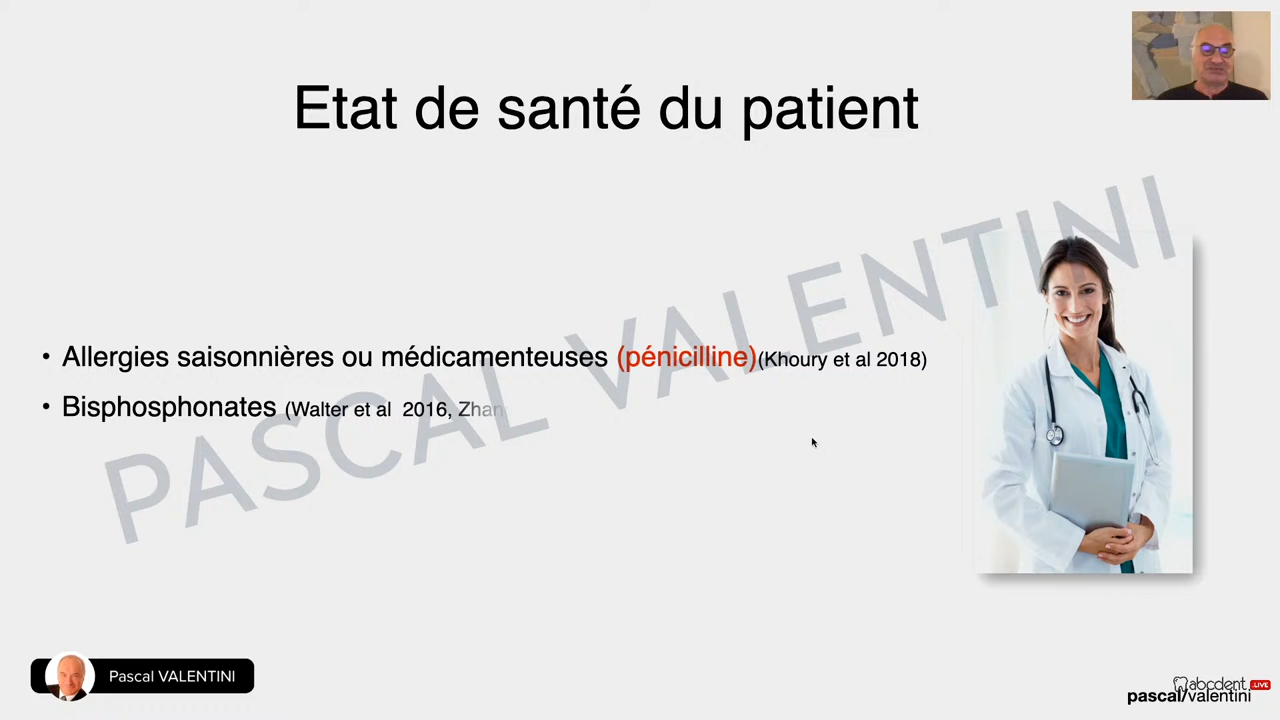 Etat de santé du patient
PASCAL VALENTINI
• Allergies saisonnières ou médicamenteuses (pénicilline)(Khoury et al 2018)
• Bisphosphonates (Walter et al 2016, Zhan
Pascal VALENTINI
abcdent LIVE
pascal/valentini